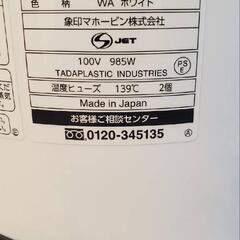 色 柄 WA ホワイト
象印マホービン株式会社
S JET
100V 985W
PS E
TADAPLASTIC INDUSTRIES
温度ヒューズ 139℃ 2個
Made in Japan
お客様ご相談センター
0120-345135 Ⓐ